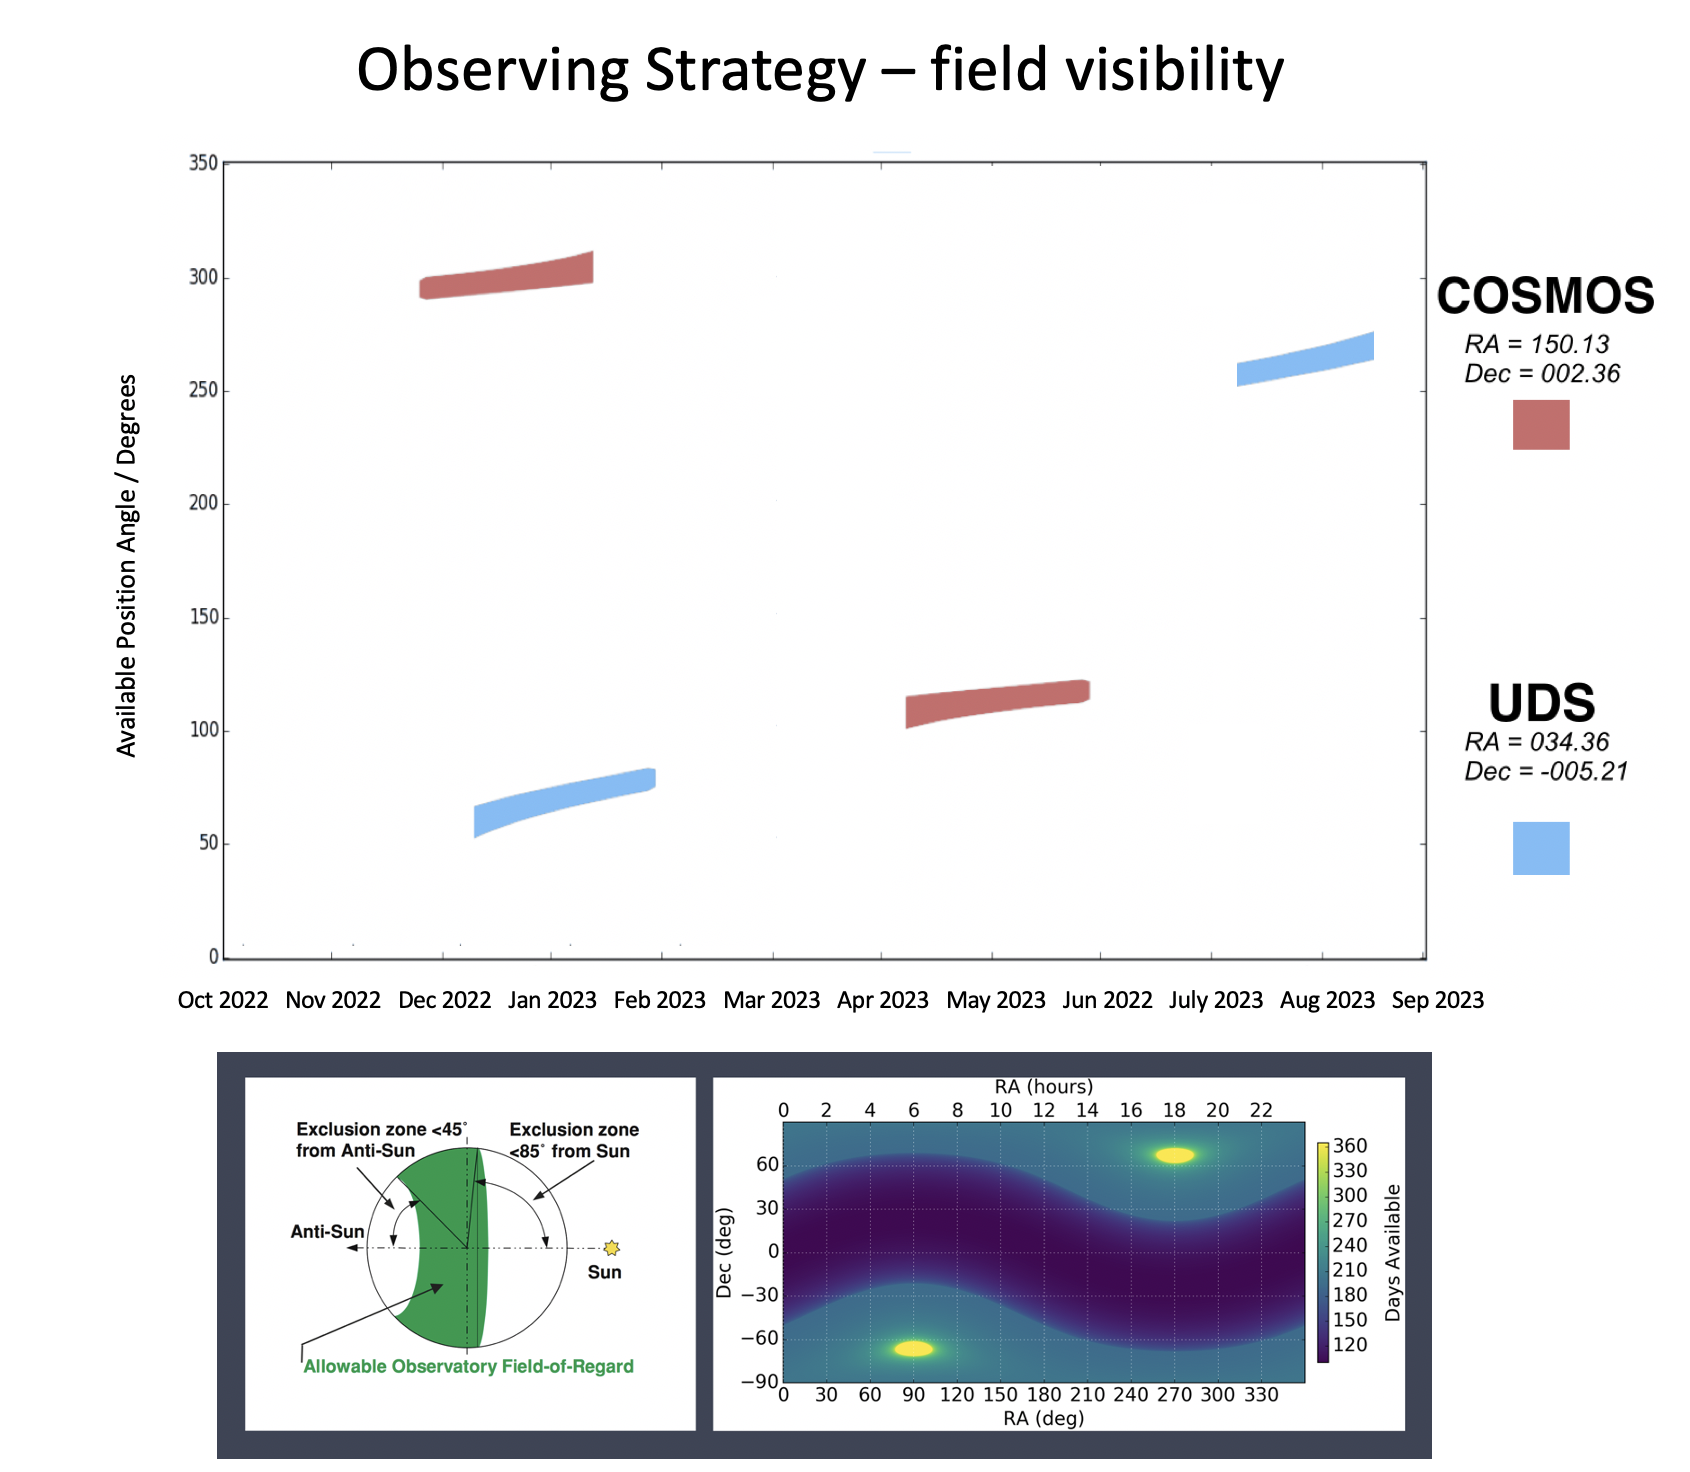 Observing Strategy – field visibility
350
300
250
200
150
100
50
0
Available Position Angle / Degrees
Oct 2022 Nov 2022 Dec 2022 Jan 2023 Feb 2023 Mar 2023 Apr 2023 May 2023 Jun 2022 July 2023 Aug 2023 Sep 2023
COSMOS
RA = 150.13
Dec = 002.36
UDS
RA = 034.36
Dec = -005.21
Exclusion zone <45°
from Anti-Sun
Exclusion zone
<85° from Sun
Anti-Sun
Sun
Allowable Observatory Field-of-Regard
RA (hours)
0 2 4 6 8 10 12 14 16 18 20 22
60
30
0
−30
−60
−90
Dec (deg)
0 30 60 90 120 150 180 210 240 270 300 330
RA (deg)
360
330
300
270
240
210
180
150
120
Days Available